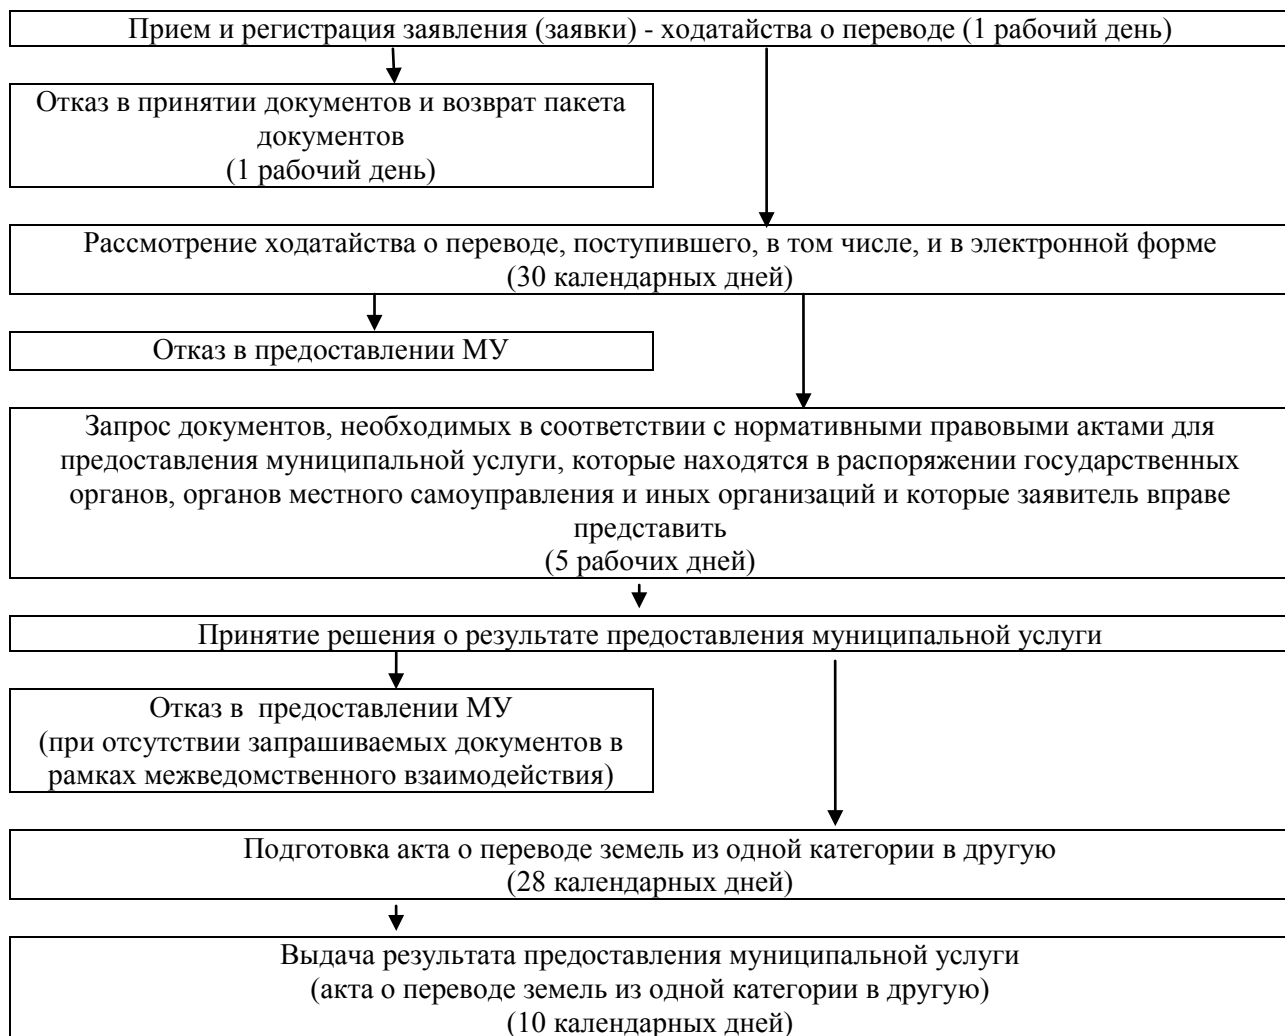 Прием и регистрация заявления (заявки) - ходатайства о переводе (1 рабочий день)
Отказ в принятии документов и возврат пакета
документов
(1 рабочий день)
Рассмотрение ходатайства о переводе, поступившего, в том числе, и в электронной форме
(30 календарных дней)
Отказ в предоставлении МУ
Запрос документов, необходимых в соответствии с нормативными правовыми актами для
предоставления муниципальной услуги, которые находятся в распоряжении государственных
органов, органов местного самоуправления и иных организаций и которые заявитель вправе
представить
(5 рабочих дней)
Принятие решения о результате предоставления муниципальной услуги
Отказ в  предоставлении МУ
(при отсутствии запрашиваемых документов в
рамках межведомственного взаимодействия)
Подготовка акта о переводе земель из одной категории в другую
(28 календарных дней)
Выдача результата предоставления муниципальной услуги
(акта о переводе земель из одной категории в другую)
(10 календарных дней)